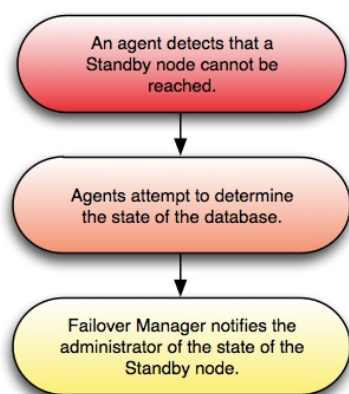 An agent detects that a
Standby node cannot be
reached.
Agents attempt to determine
the state of the database.
Failover Manager notifies the
administrator of the state of the
Standby node.